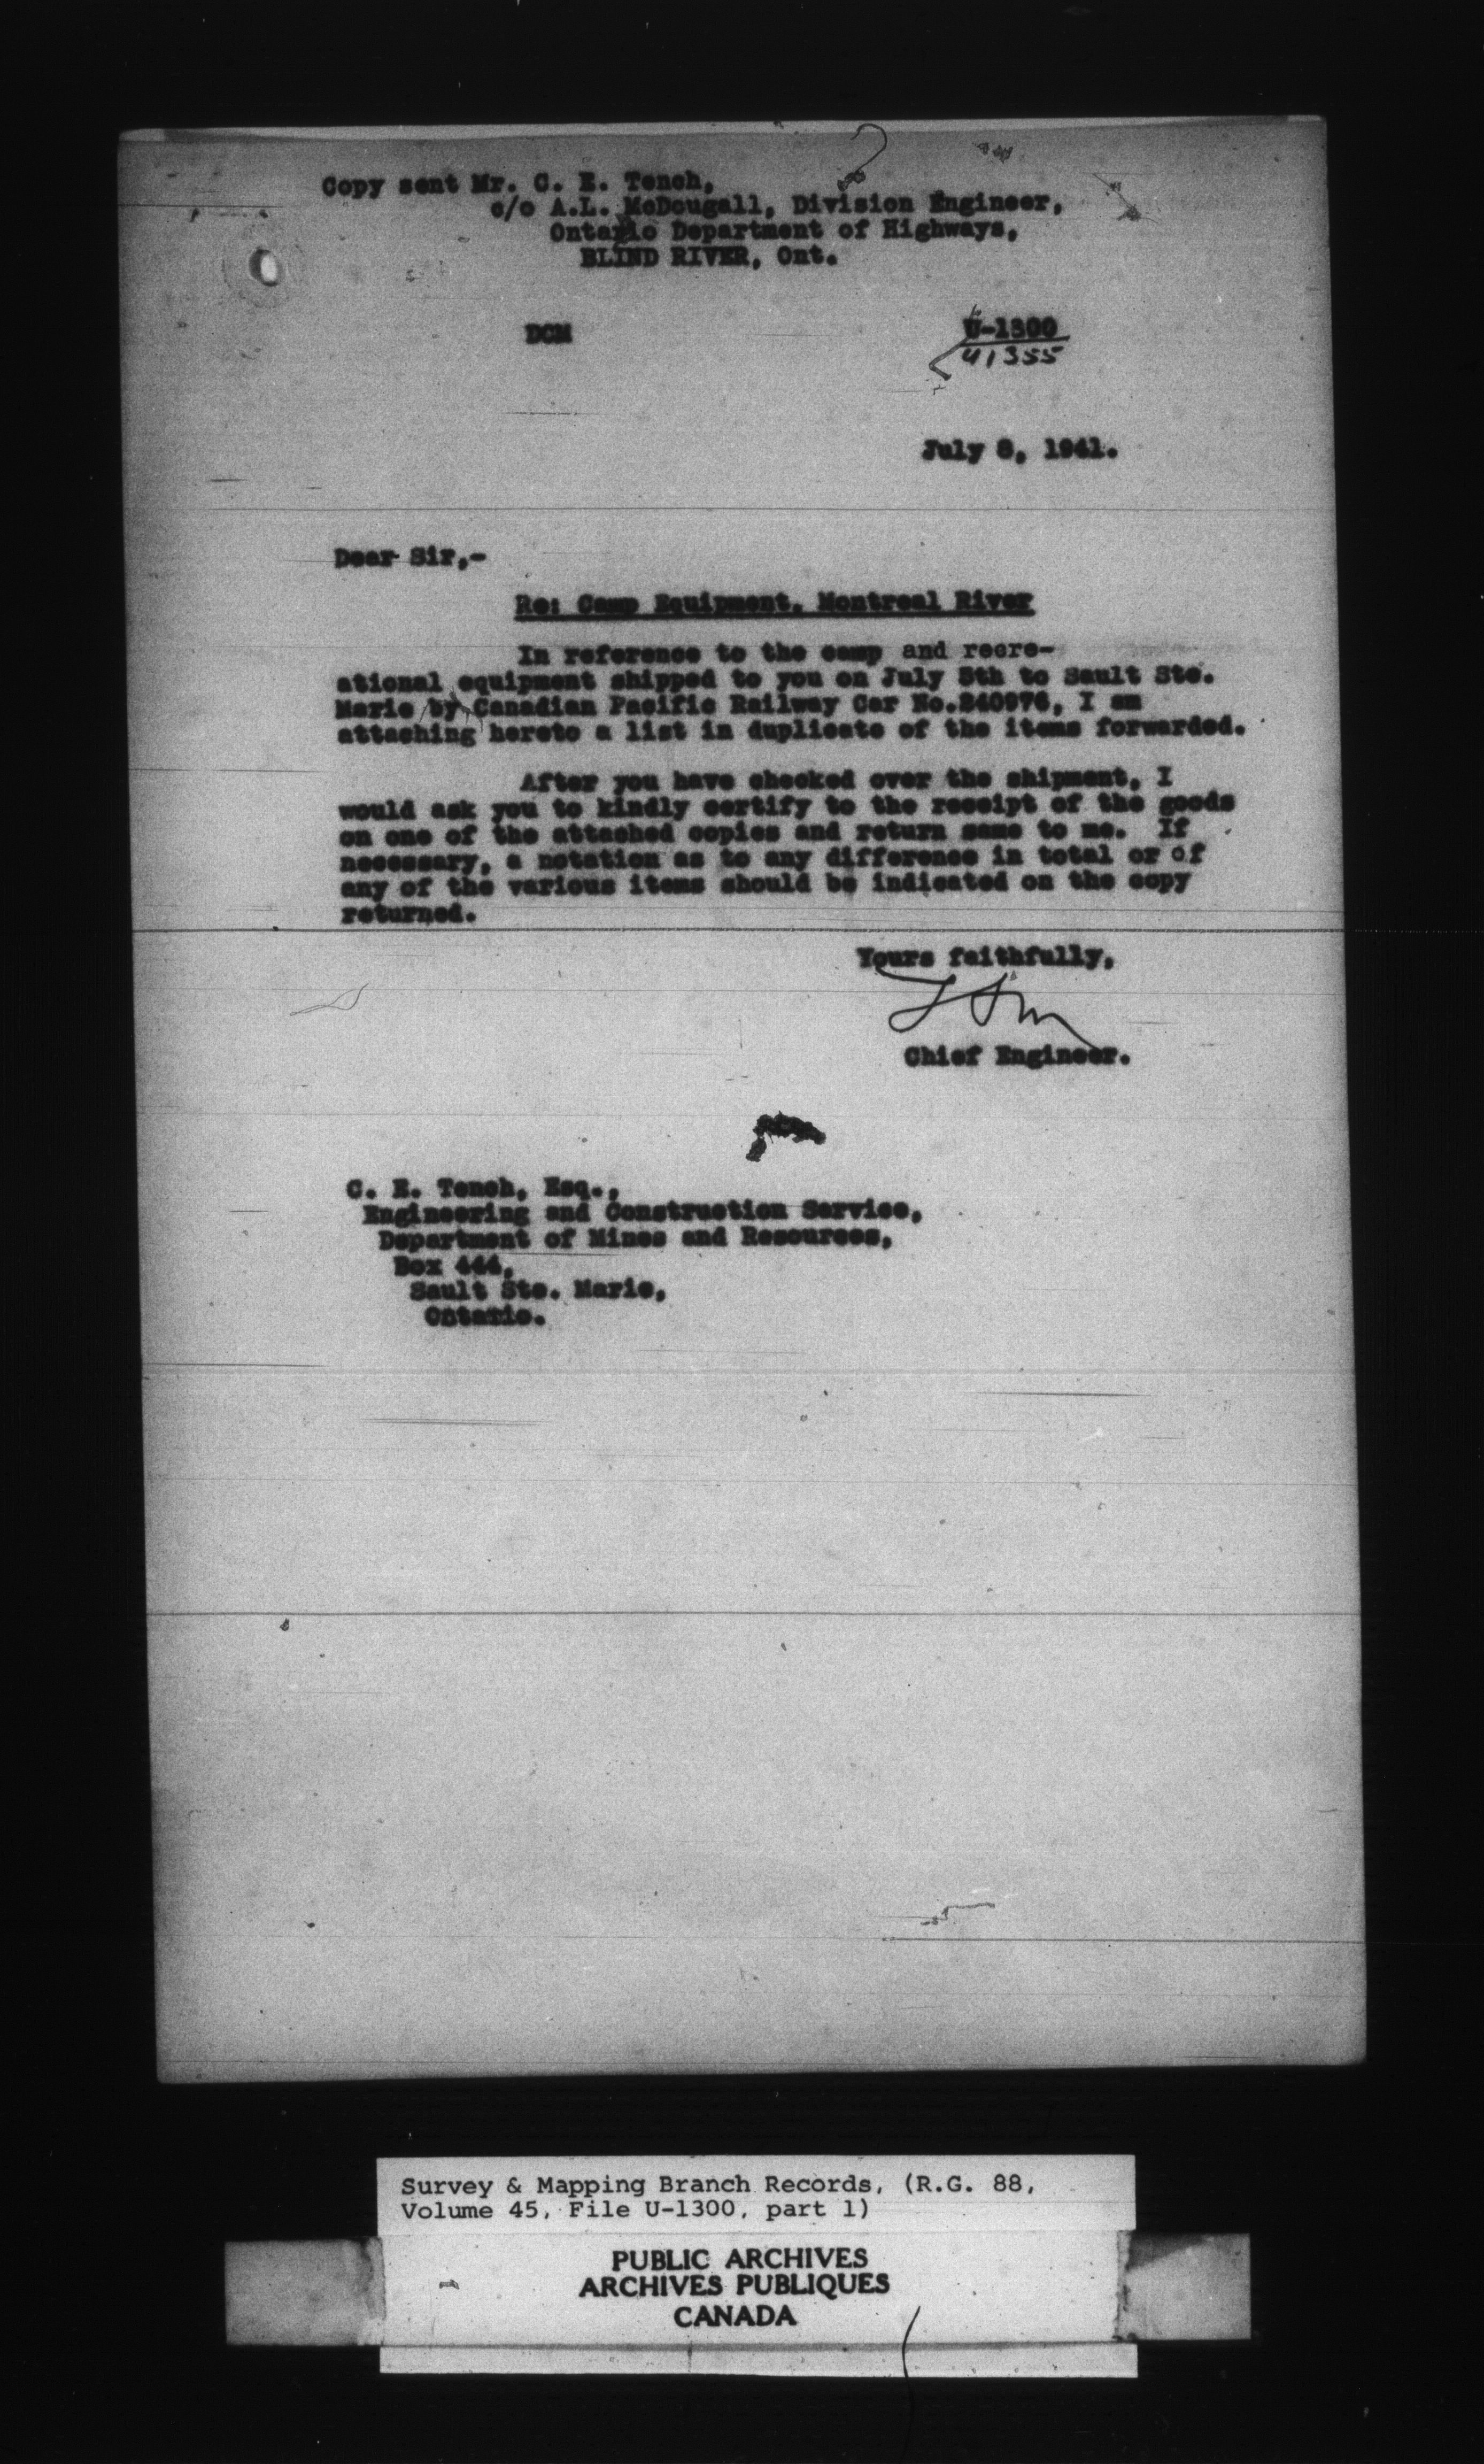 Copy sent Mr. C. E. Tench,
c/o A.L. McDougall, Division Engineer,
Ontario Department of Highways,
BLIND RIVER, Ont.
DCM
U-1300
41355
July 8, 1941.
Dear Sir,-
Re: Camp Equipment, Montreal River
In reference to the camp and recre-
ational equipment shipped to you on July 5th to Sault Ste.
Marie by Canadian Pacific Railway Car No.240976, I am
attaching hereto a list in duplicate of the items forwarded.
After you have checked over the shipment, I
would ask you to kindly certify to the receipt of the goods
on one of the attached copies and return same to me. If
necessary, a notation as to any difference in total or of
any of the various items should be indicated on the copy
returned.
Yours faithfully,
Chief Engineer.
C. E. Tench, Esq.,
Engineering and Construction Service,
Department of Mines and Resources,
Box 444,
Sault Ste. Marie,
Ontario.
Survey & Mapping Branch Records, (R.G. 88,
Volume 45, File U-1300, part 1)
PUBLIC ARCHIVES
ARCHIVES PUBLIQUES
CANADA